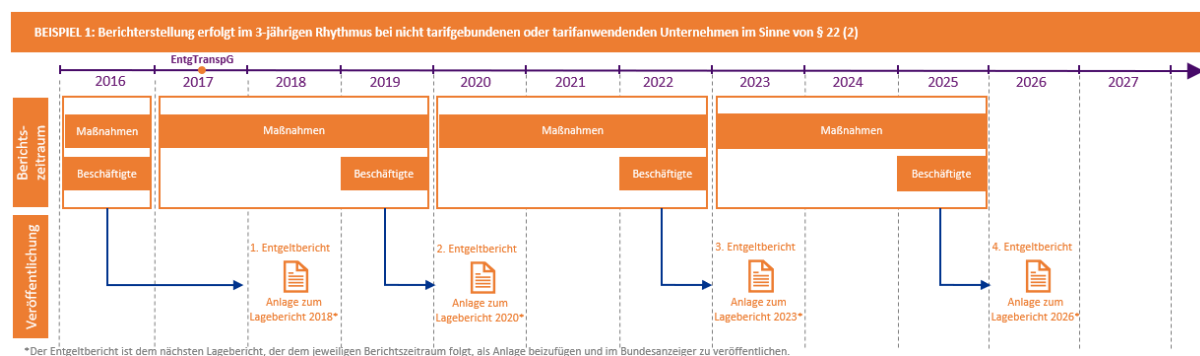 BEISPIEL 1: Berichterstellung erfolgt im 3-jährigen Rhythmus bei nicht tarifgebundenen oder tarifanwendenden Unternehmen im Sinne von § 22 (2)
EntgTranspG
2016 2017 2018 2019 2020 2021 2022 2023 2024 2025 2026 2027
Berichts-
zeitraum
Maßnahmen Maßnahmen Maßnahmen Maßnahmen
Beschäftigte Beschäftigte Beschäftigte Beschäftigte
Veröffentlichung
1. Entgeltbericht
Anlage zum
Lagebericht 2018*
2. Entgeltbericht
Anlage zum
Lagebericht 2020*
3. Entgeltbericht
Anlage zum
Lagebericht 2023*
4. Entgeltbericht
Anlage zum
Lagebericht 2026*
*Der Entgeltbericht ist dem nächsten Lagebericht, der dem jeweiligen Berichtszeitraum folgt, als Anlage beizufügen und im Bundesanzeiger zu veröffentlichen.